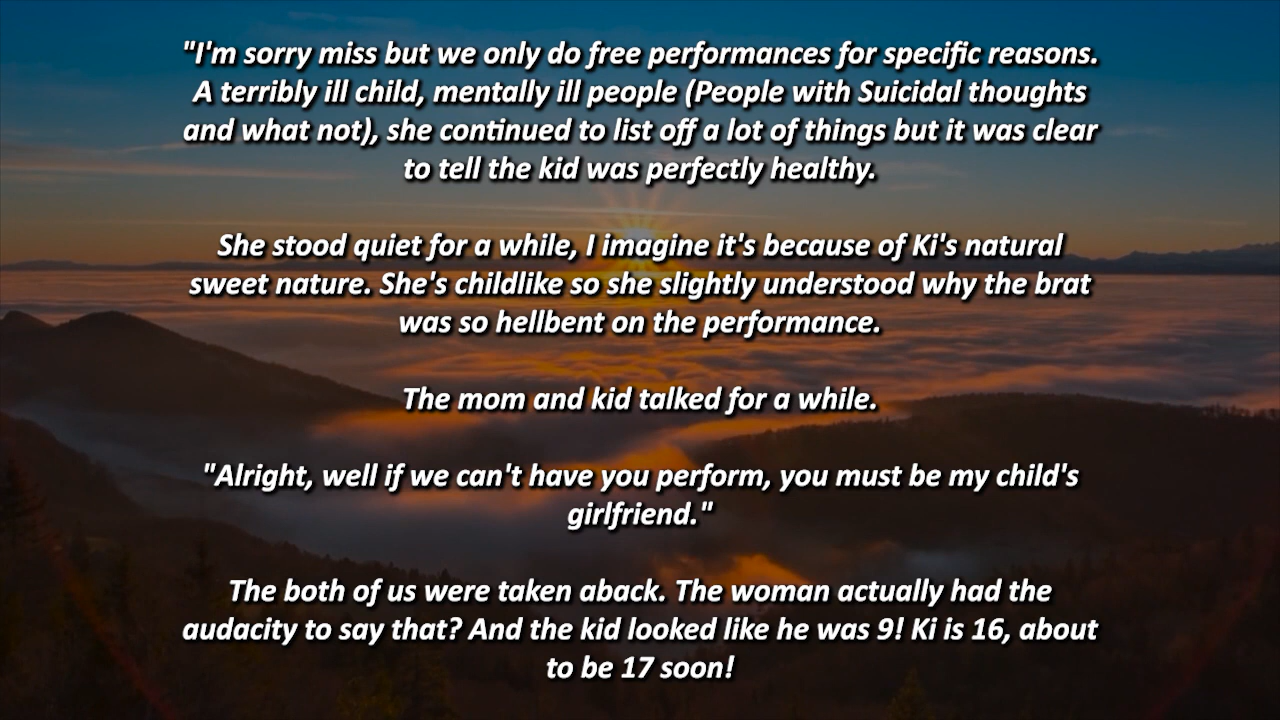 "I'm sorry miss but we only do free performances for specific reasons.
A terribly ill child, mentally ill people (People with Suicidal thoughts
and what not), she continued to list off a lot of things but it was clear
to tell the kid was perfectly healthy.
She stood quiet for a while, I imagine it's because of Ki's natural
sweet nature. She's childlike so she slightly understood why the brat
was so hellbent on the performance.
The mom and kid talked for a while.
"Alright, well if we can't have you perform, you must be my child's
girlfriend."
The both of us were taken aback. The woman actually had the
audacity to say that? And the kid looked like he was 9! Ki is 16, about
to be 17 soon!